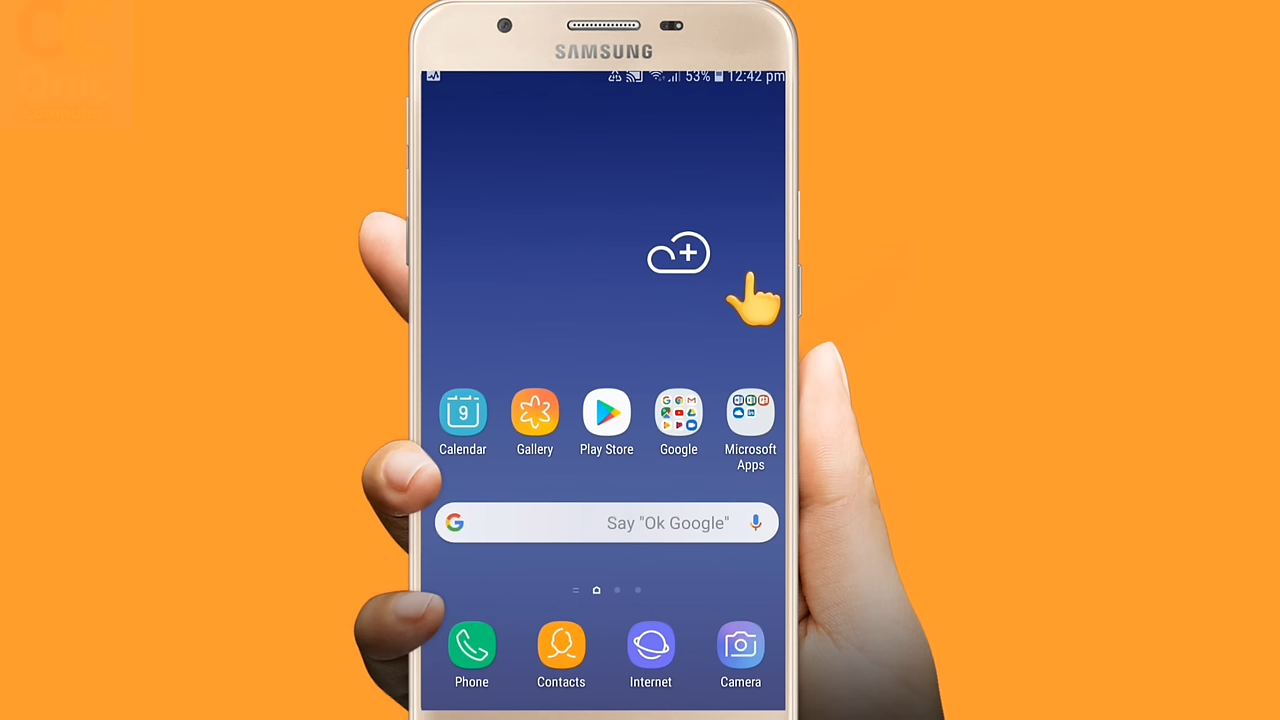 SAMSUNG
53% 12:42 pm
9
Calendar
Gallery
Play Store
Google
Microsoft
Apps
Say "Ok Google"
Phone
Contacts
Internet
Camera